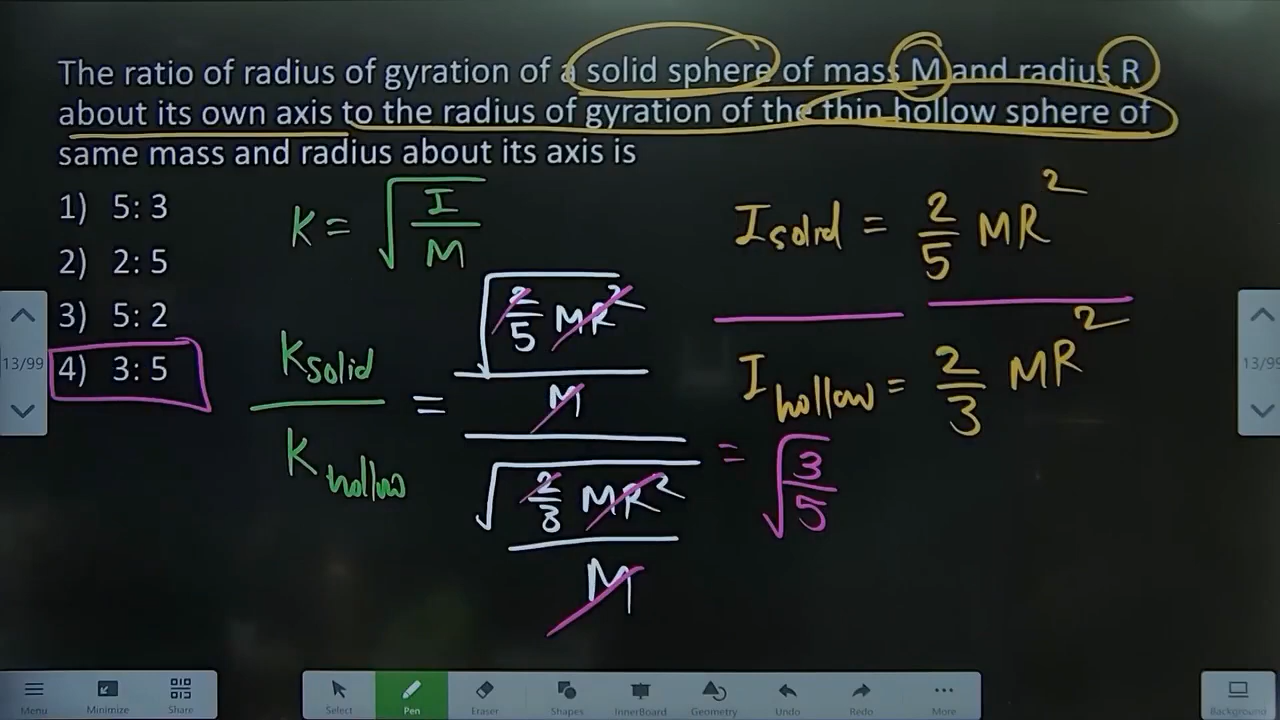 The ratio of radius of gyration of a solid sphere of mass M and radius R
about its own axis to the radius of gyration of the thin hollow sphere of
same mass and radius about its axis is
1) 5: 3
2) 2: 5
3) 5: 2
4) 3: 5
K = √(I/M)
I solid = 2/5 MR²
I hollow = 2/3 MR²
K solid / K hollow = √(2/5 MR² / M) / √(2/3 MR² / M) = √(3/5)
13/99
13/99
Menu Minimize Share Select Pen Eraser Shapes InnerBoard Geometry Undo Redo More Background